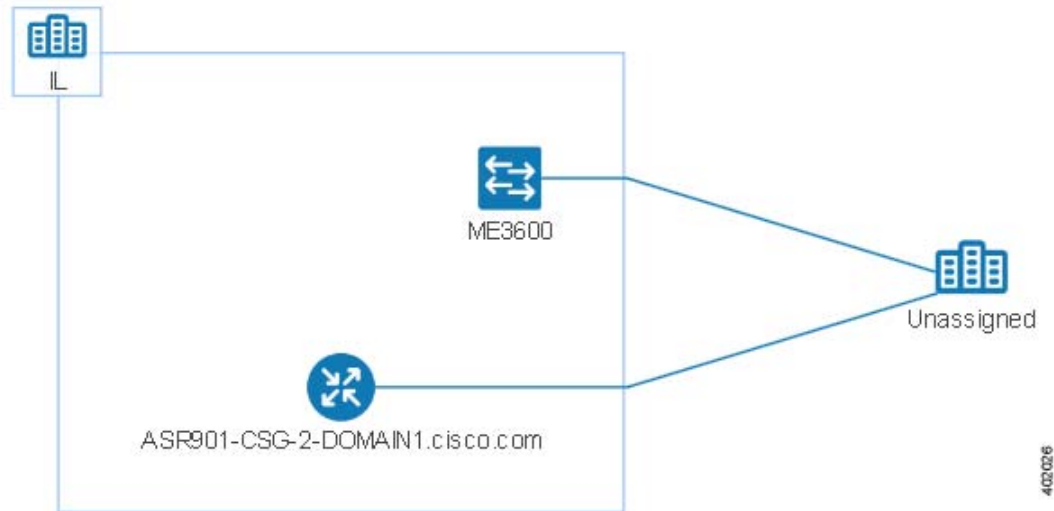 IL
ME3600
Unassigned
ASR901-CSG-2-DOMAIN1.cisco.com
402026